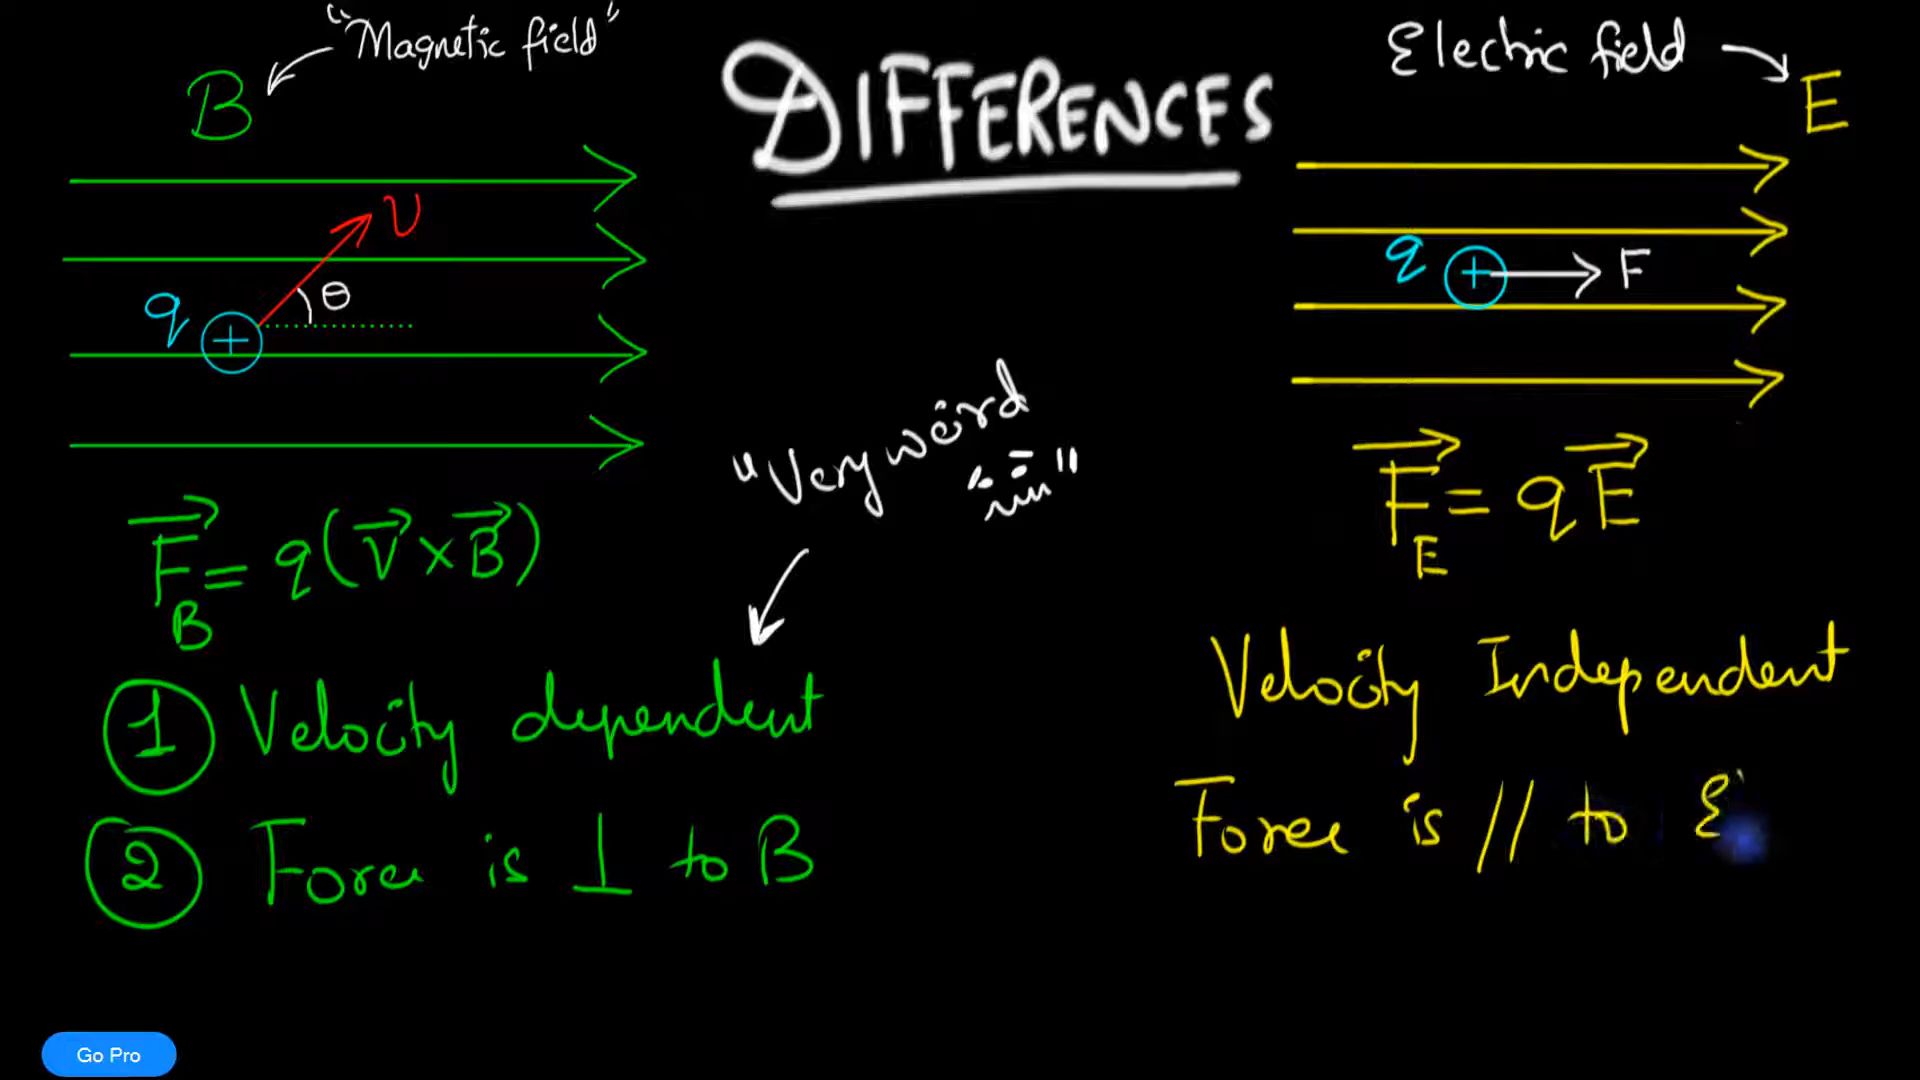 "Magnetic field"
B
DIFFERENCES
Electric field
E
v
θ
q
+
q
+
F
"Very weird
"
F_B = q(v×B)
F_E = qE
1 Velocity dependent
2 Force is ⊥ to B
Velocity Independent
Force is // to E
Go Pro